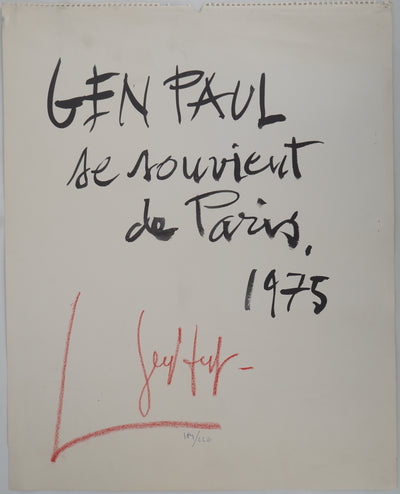 GEN PAUL
se souvient
de Paris.
1975